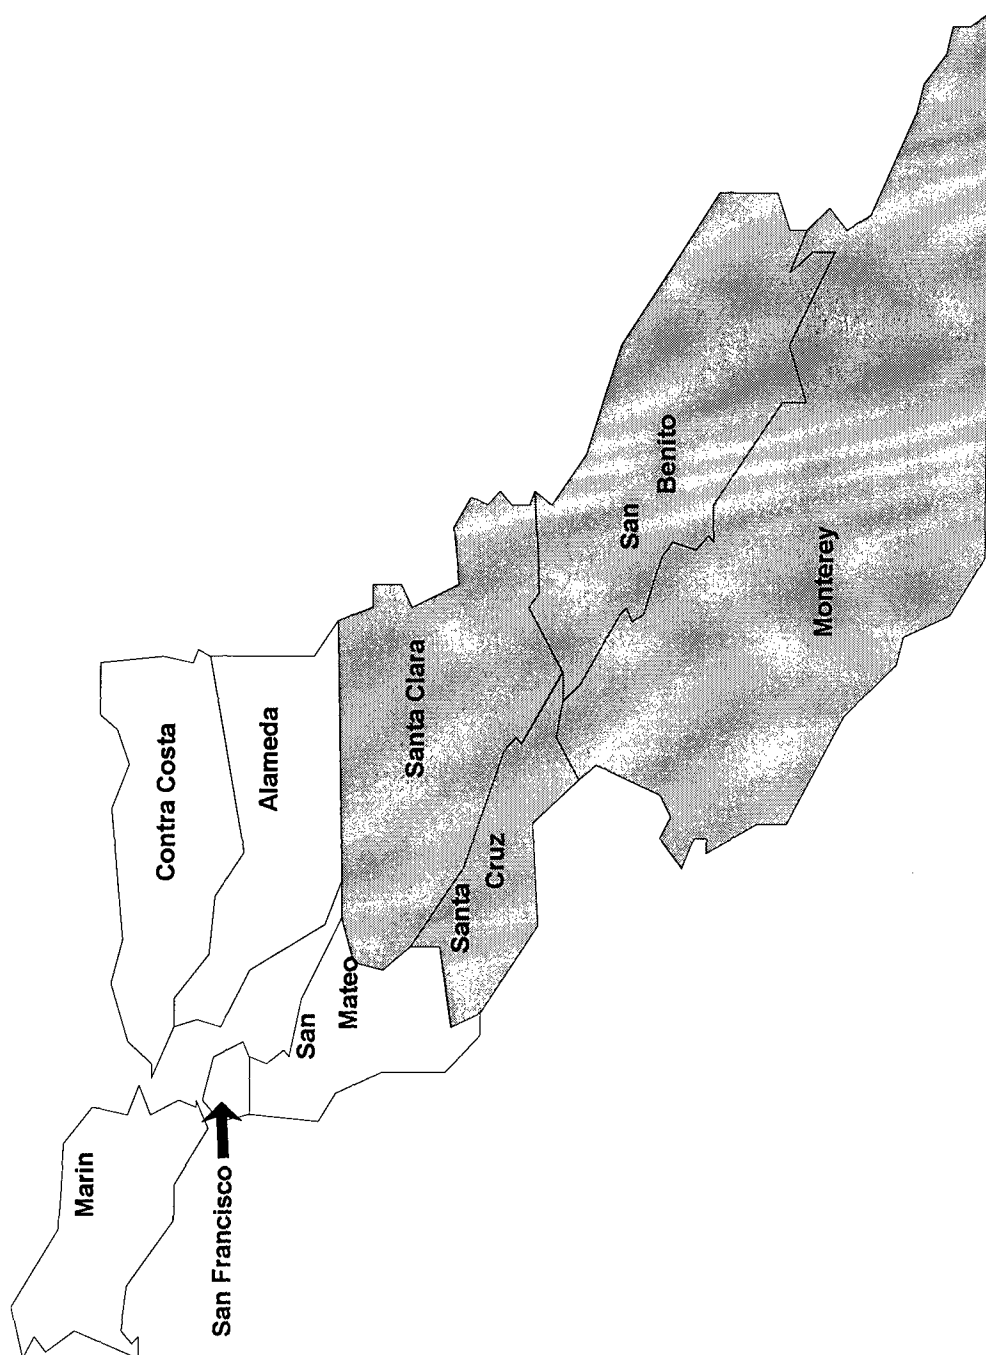 Marin
Contra Costa
San Francisco
Alameda
San
Mateo
Santa Clara
Santa
Cruz
San
Benito
Monterey